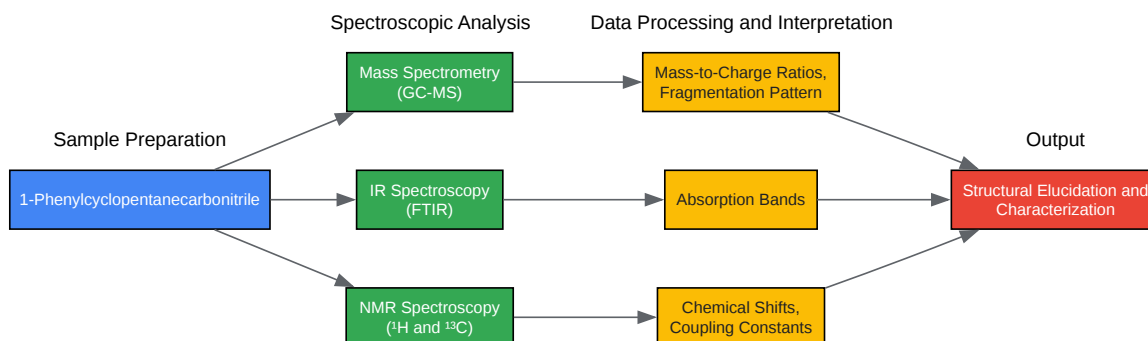 Spectroscopic Analysis
Data Processing and Interpretation
Mass Spectrometry
(GC-MS)
Mass-to-Charge Ratios,
Fragmentation Pattern
Sample Preparation
Output
1-Phenylcyclopentanecarbonitrile
IR Spectroscopy
(FTIR)
Absorption Bands
Structural Elucidation and
Characterization
NMR Spectroscopy
(¹H and ¹³C)
Chemical Shifts,
Coupling Constants